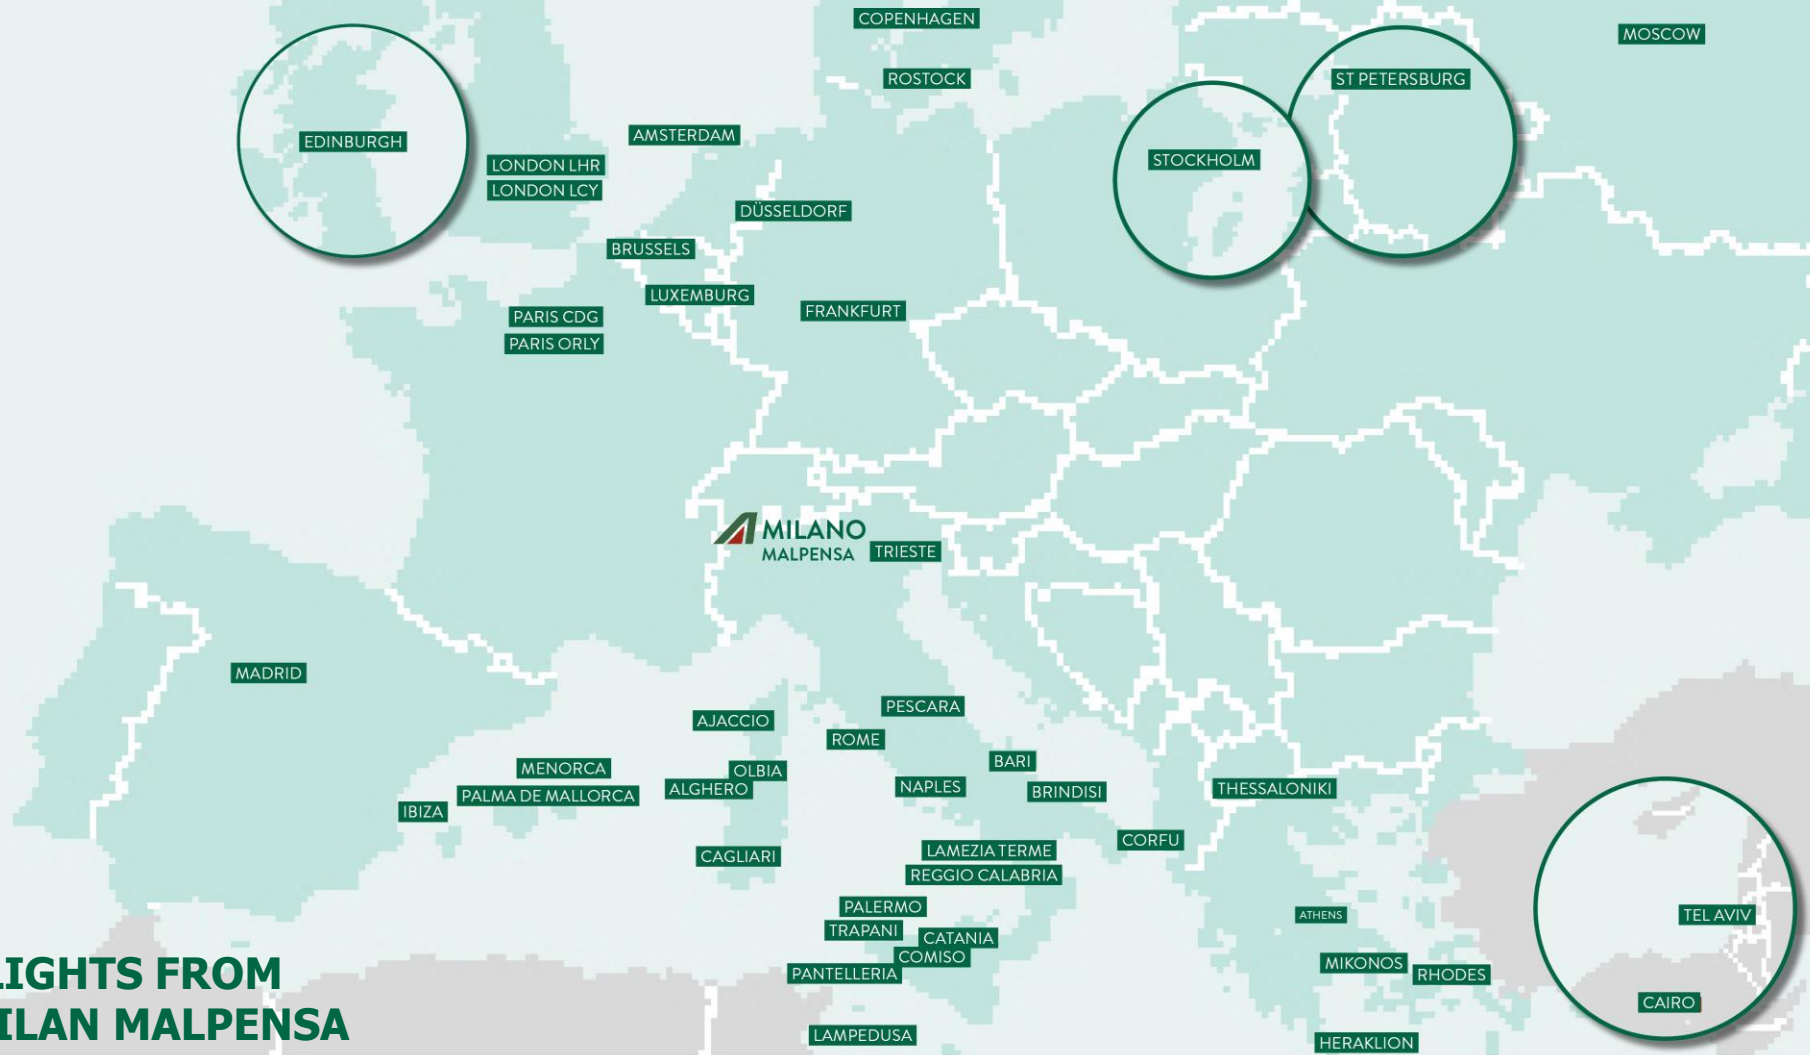 COPENHAGEN
MOSCOW
ROSTOCK
ST PETERSBURG
AMSTERDAM
EDINBURGH
STOCKHOLM
LONDON LHR
LONDON LCY
DÜSSELDORF
BRUSSELS
LUXEMBURG
FRANKFURT
PARIS CDG
PARIS ORLY
MILANO
MALPENSA
TRIESTE
MADRID
PESCARA
AJACCIO
ROME
BARI
MENORCA
OLBIA
ALGHERO
NAPLES
BRINDISI
THESSALONIKI
PALMA DE MALLORCA
IBIZA
CORFU
LAMEZIA TERME
CAGLIARI
REGGIO CALABRIA
PALERMO
ATHENS
TEL AVIV
TRAPANI
CATANIA
COMISO
MIKONOS
PANTELLERIA
RHODES
CAIRO
LAMPEDUSA
HERAKLION
LIGHTS FROM
ILAN MALPENSA